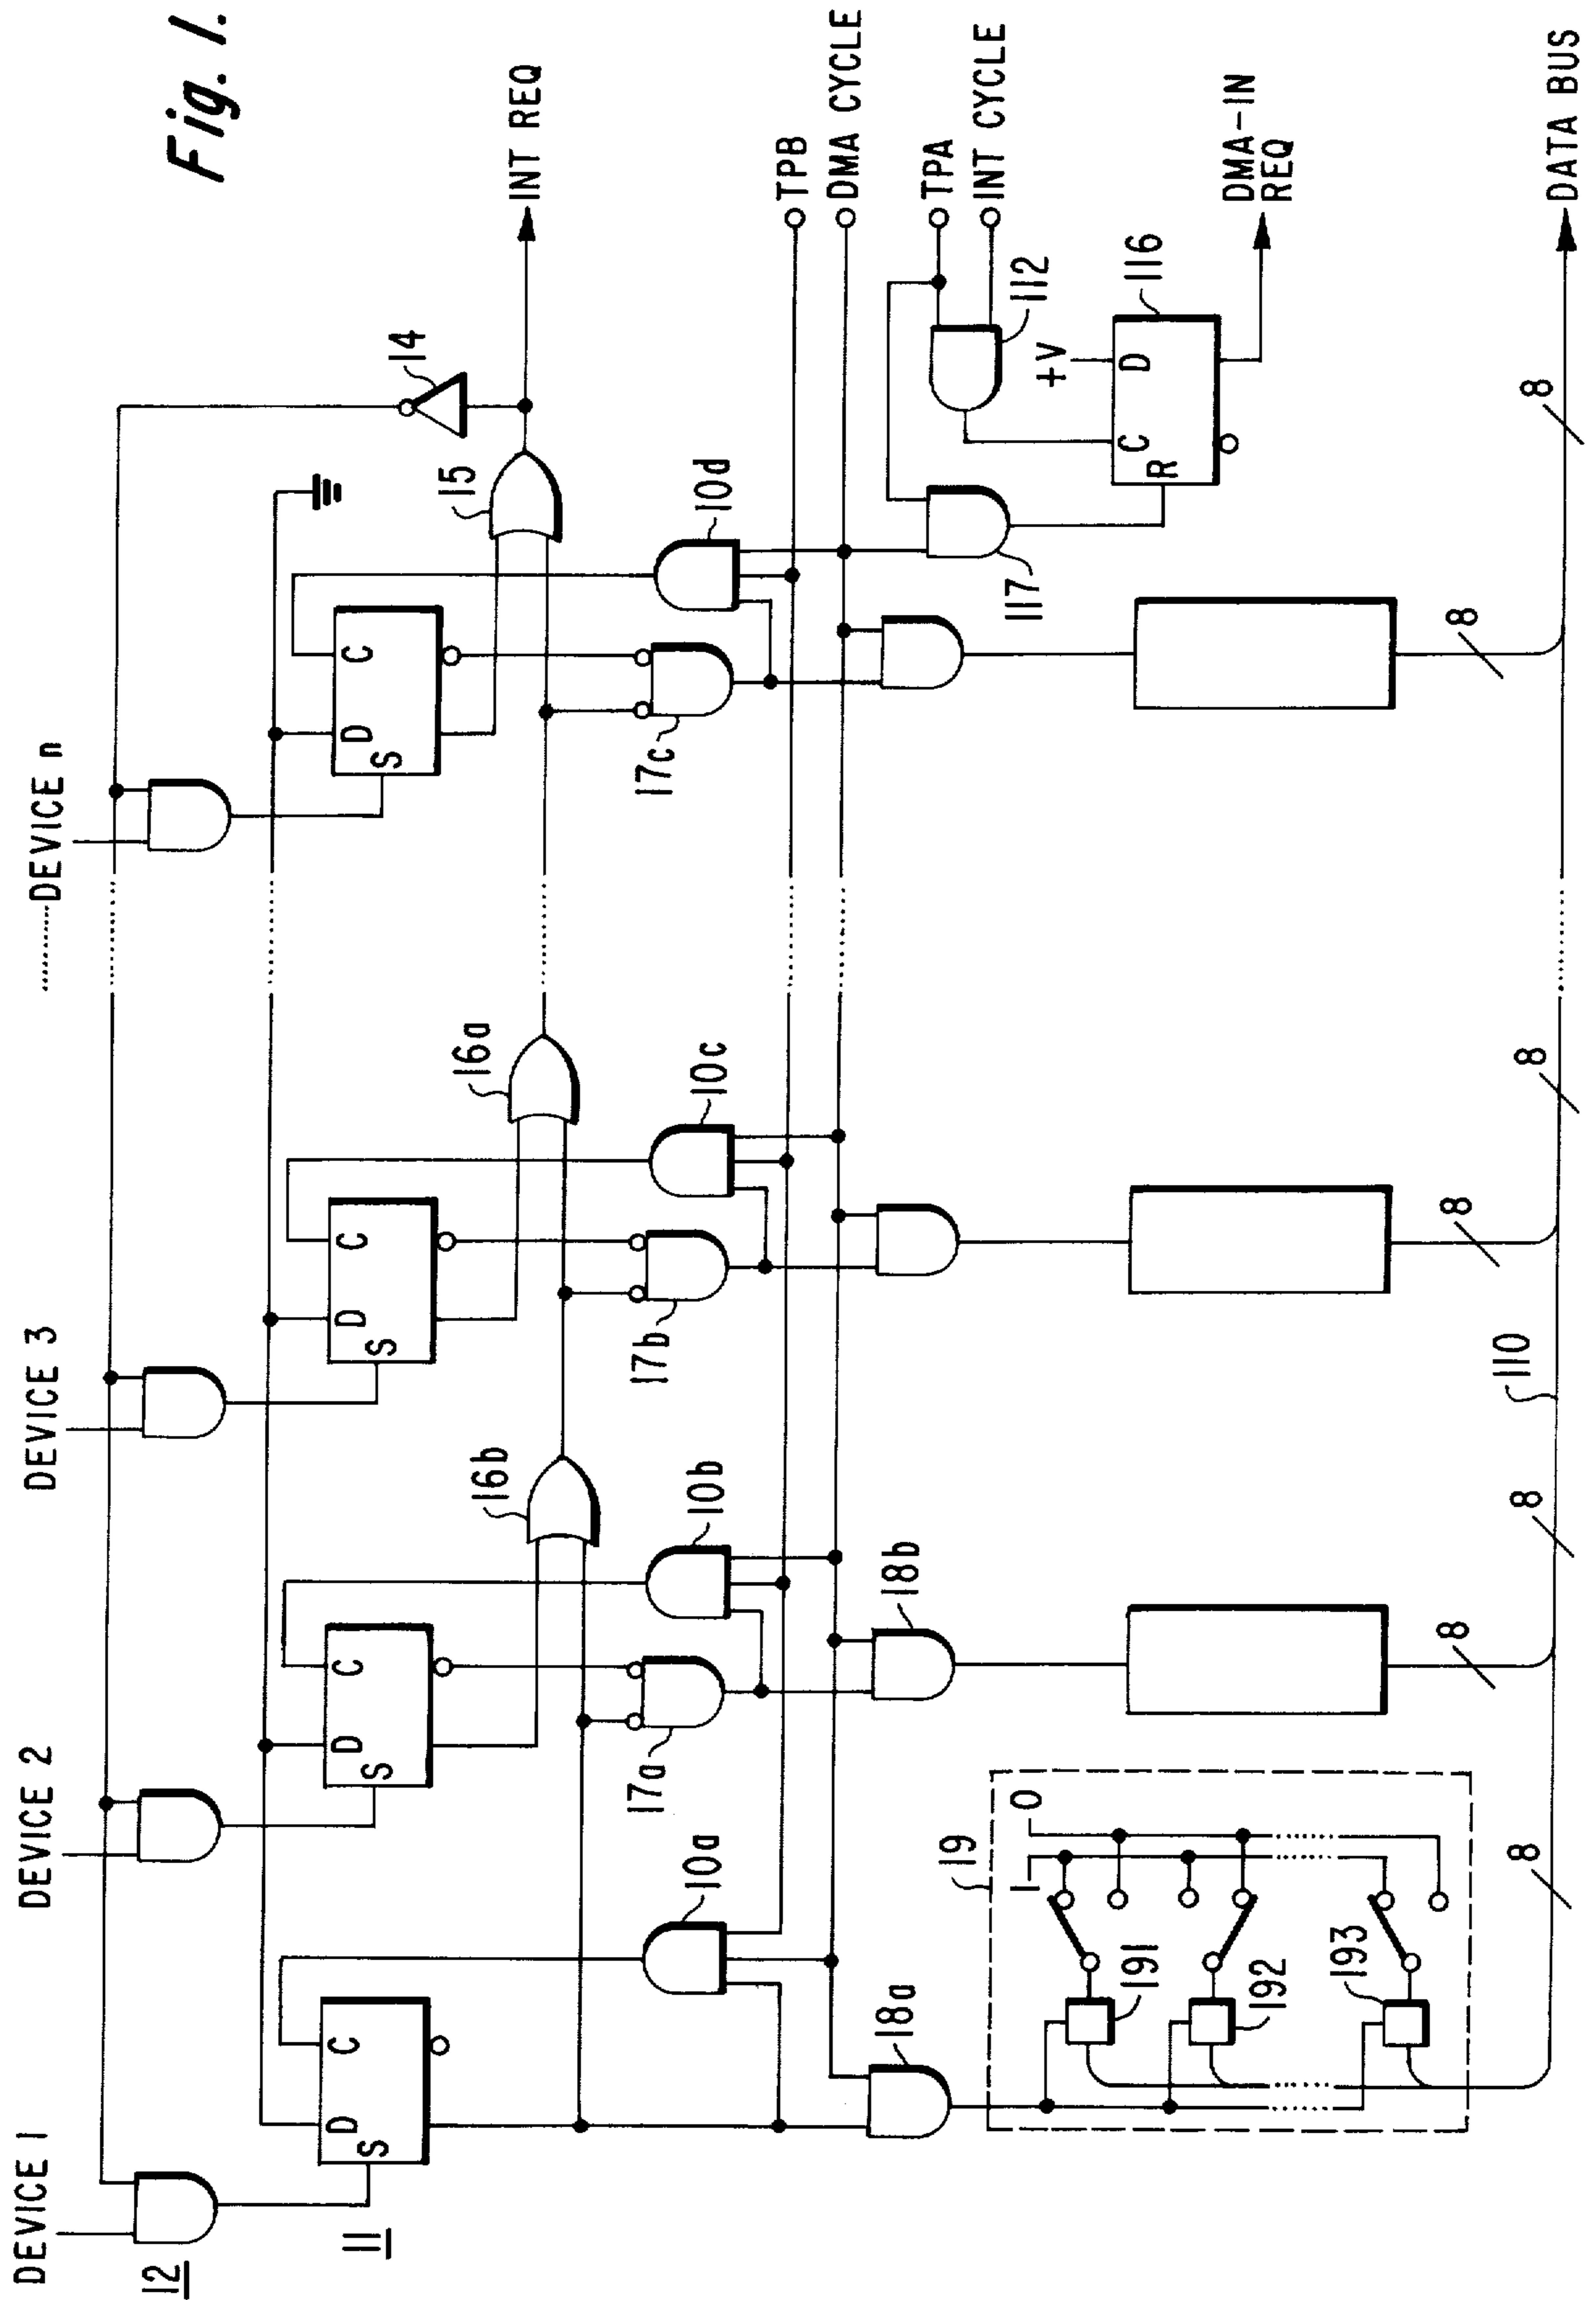 Fig. 1.
DEVICE 1
DEVICE 2
DEVICE 3
........DEVICE n
12
14
INT REQ
11
D
C
S
D
C
S
D
C
S
D
C
S
15
16b
16a
17a
17b
17c
10a
10b
10c
10d
TPB
DMA CYCLE
TPA
INT CYCLE
18a
18b
117
112
+V
116
C
D
R
DMA-IN
REQ
19
1
0
191
192
193
8
8
8
8
8
8
8
110
DATA BUS